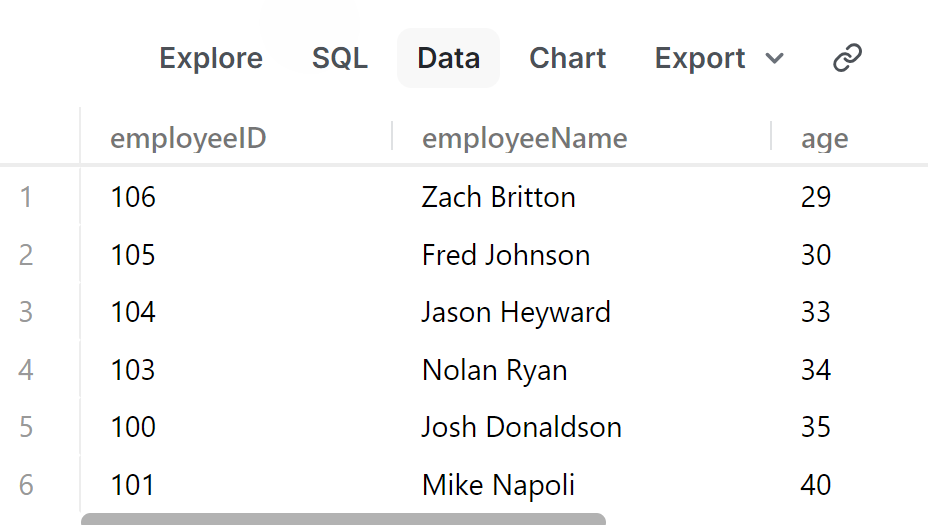 Explore SQL Data Chart Export
employeeID employeeName age
1 106 Zach Britton 29
2 105 Fred Johnson 30
3 104 Jason Heyward 33
4 103 Nolan Ryan 34
5 100 Josh Donaldson 35
6 101 Mike Napoli 40